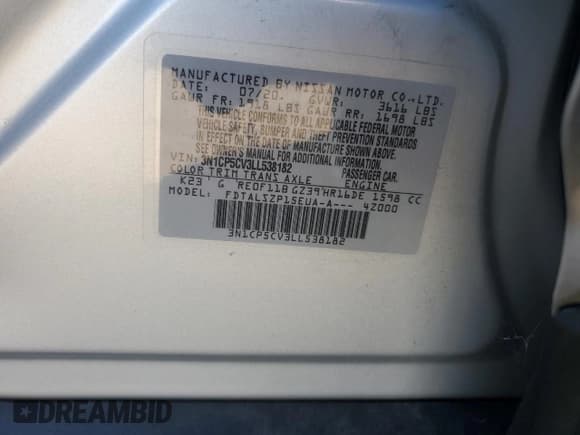 MANUFACTURED BY NISSAN MOTOR CO.,LTD.
DATE: 07/20. GVWR: 3616 LBS
GAWR FR: 1918 LBS GAWR RR: 1698 LBS
THIS VEHICLE CONFORMS TO ALL APPLICABLE FEDERAL MOTOR
VEHICLE SAFETY, BUMPER AND THEFT PREVENTION STANDARDS
IN EFFECT ON THE DATE OF MANUFACTURE SHOWN ABOVE.
SEE OWNER'S MANUAL FOR ADDITIONAL INFORMATION
VIN: 3N1CP5CV3LL538182 PASSENGER CAR.
COLOR TRIM TRANS AXLE ENGINE
K23 G RE0F11B GZ39 HR16DE 1598 CC
MODEL: FDTALSZP15EUA-A--- 42000
3N1CP5CV3LL538182
DREAMBID